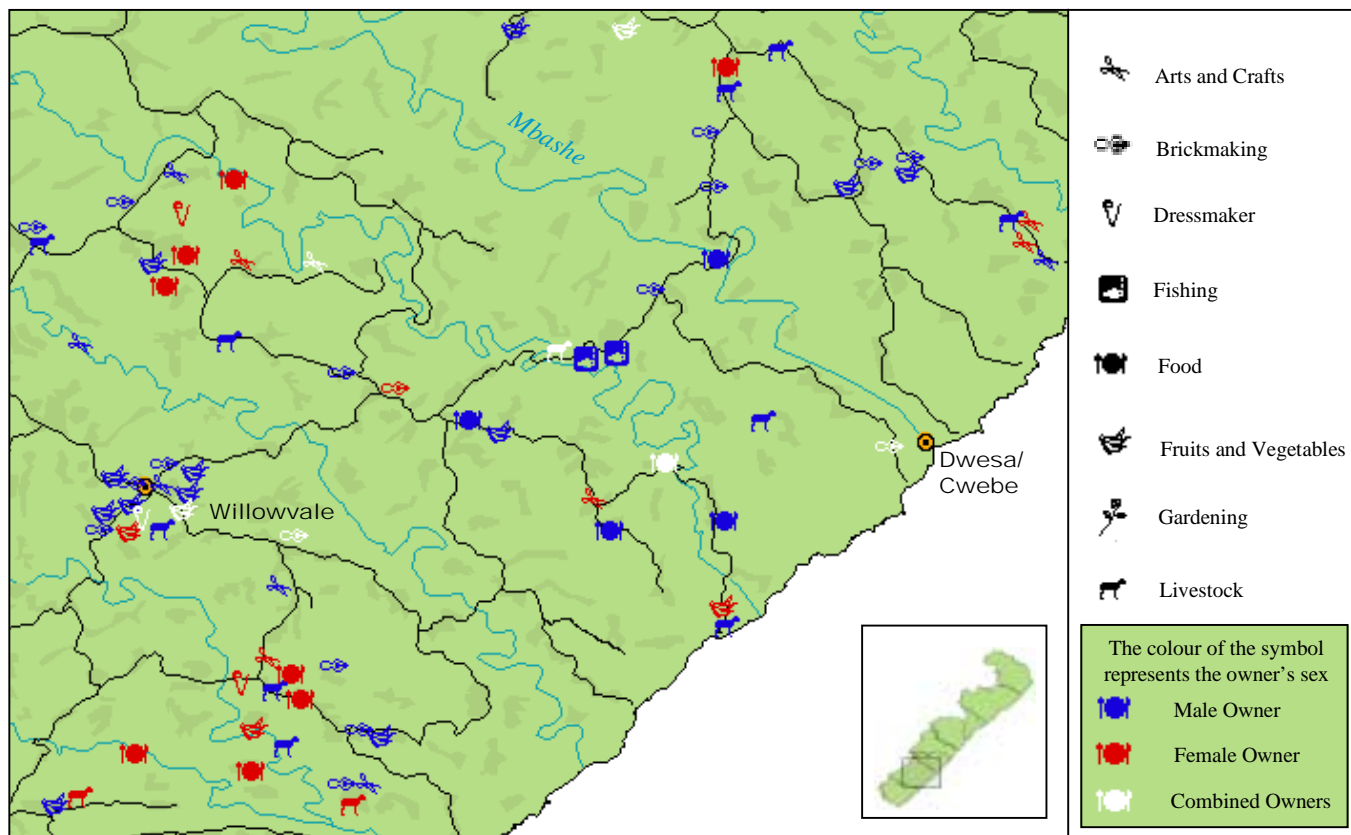 Mbashe
Willowvale
Dwesa/
Cwebe
Arts and Crafts
Brickmaking
Dressmaker
Fishing
Food
Fruits and Vegetables
Gardening
Livestock
The colour of the symbol
represents the owner's sex
Male Owner
Female Owner
Combined Owners